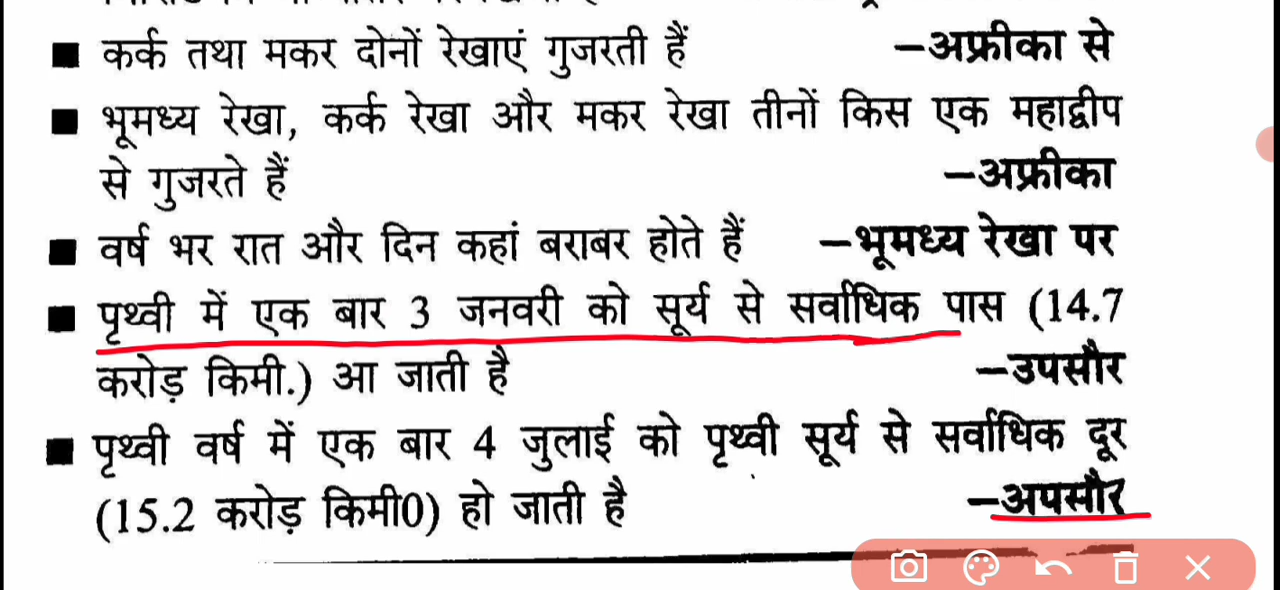 ■ कर्क तथा मकर दोनों रेखाएं गुजरती हैं –अफ्रीका से
■ भूमध्य रेखा, कर्क रेखा और मकर रेखा तीनों किस एक महाद्वीप
से गुजरते हैं –अफ्रीका
■ वर्ष भर रात और दिन कहां बराबर होते हैं –भूमध्य रेखा पर
■ पृथ्वी में एक बार 3 जनवरी को सूर्य से सर्वाधिक पास (14.7
करोड़ किमी.) आ जाती है –उपसौर
■ पृथ्वी वर्ष में एक बार 4 जुलाई को पृथ्वी सूर्य से सर्वाधिक दूर
(15.2 करोड़ किमी0) हो जाती है –अपसौर